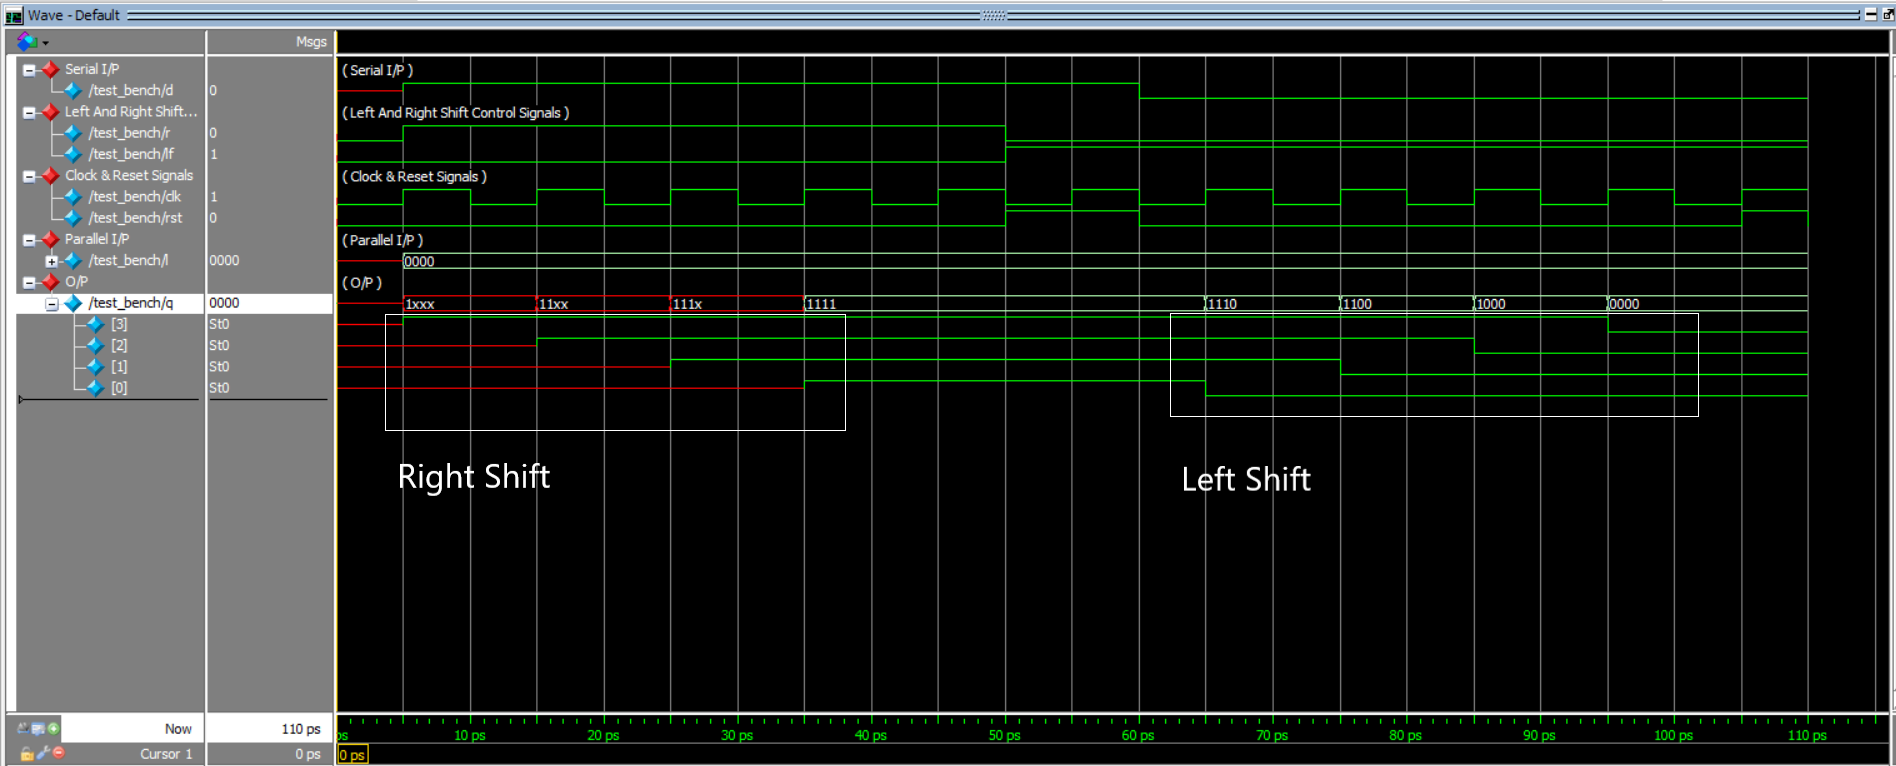 Wave - Default
Msgs
Serial I/P
/test_bench/d 0
Left And Right Shift...
/test_bench/r 0
/test_bench/lf 1
Clock & Reset Signals
/test_bench/clk 1
/test_bench/rst 0
Parallel I/P
/test_bench/l 0000
O/P
/test_bench/q 0000
[3] St0
[2] St0
[1] St0
[0] St0
( Serial I/P )
( Left And Right Shift Control Signals )
( Clock & Reset Signals )
( Parallel I/P )
0000
( O/P )
1xxx 11xx 111x 1111 1110 1100 1000 0000
Right Shift Left Shift
Now 110 ps
ps 10 ps 20 ps 30 ps 40 ps 50 ps 60 ps 70 ps 80 ps 90 ps 100 ps 110 ps
Cursor 1 0 ps 0 ps